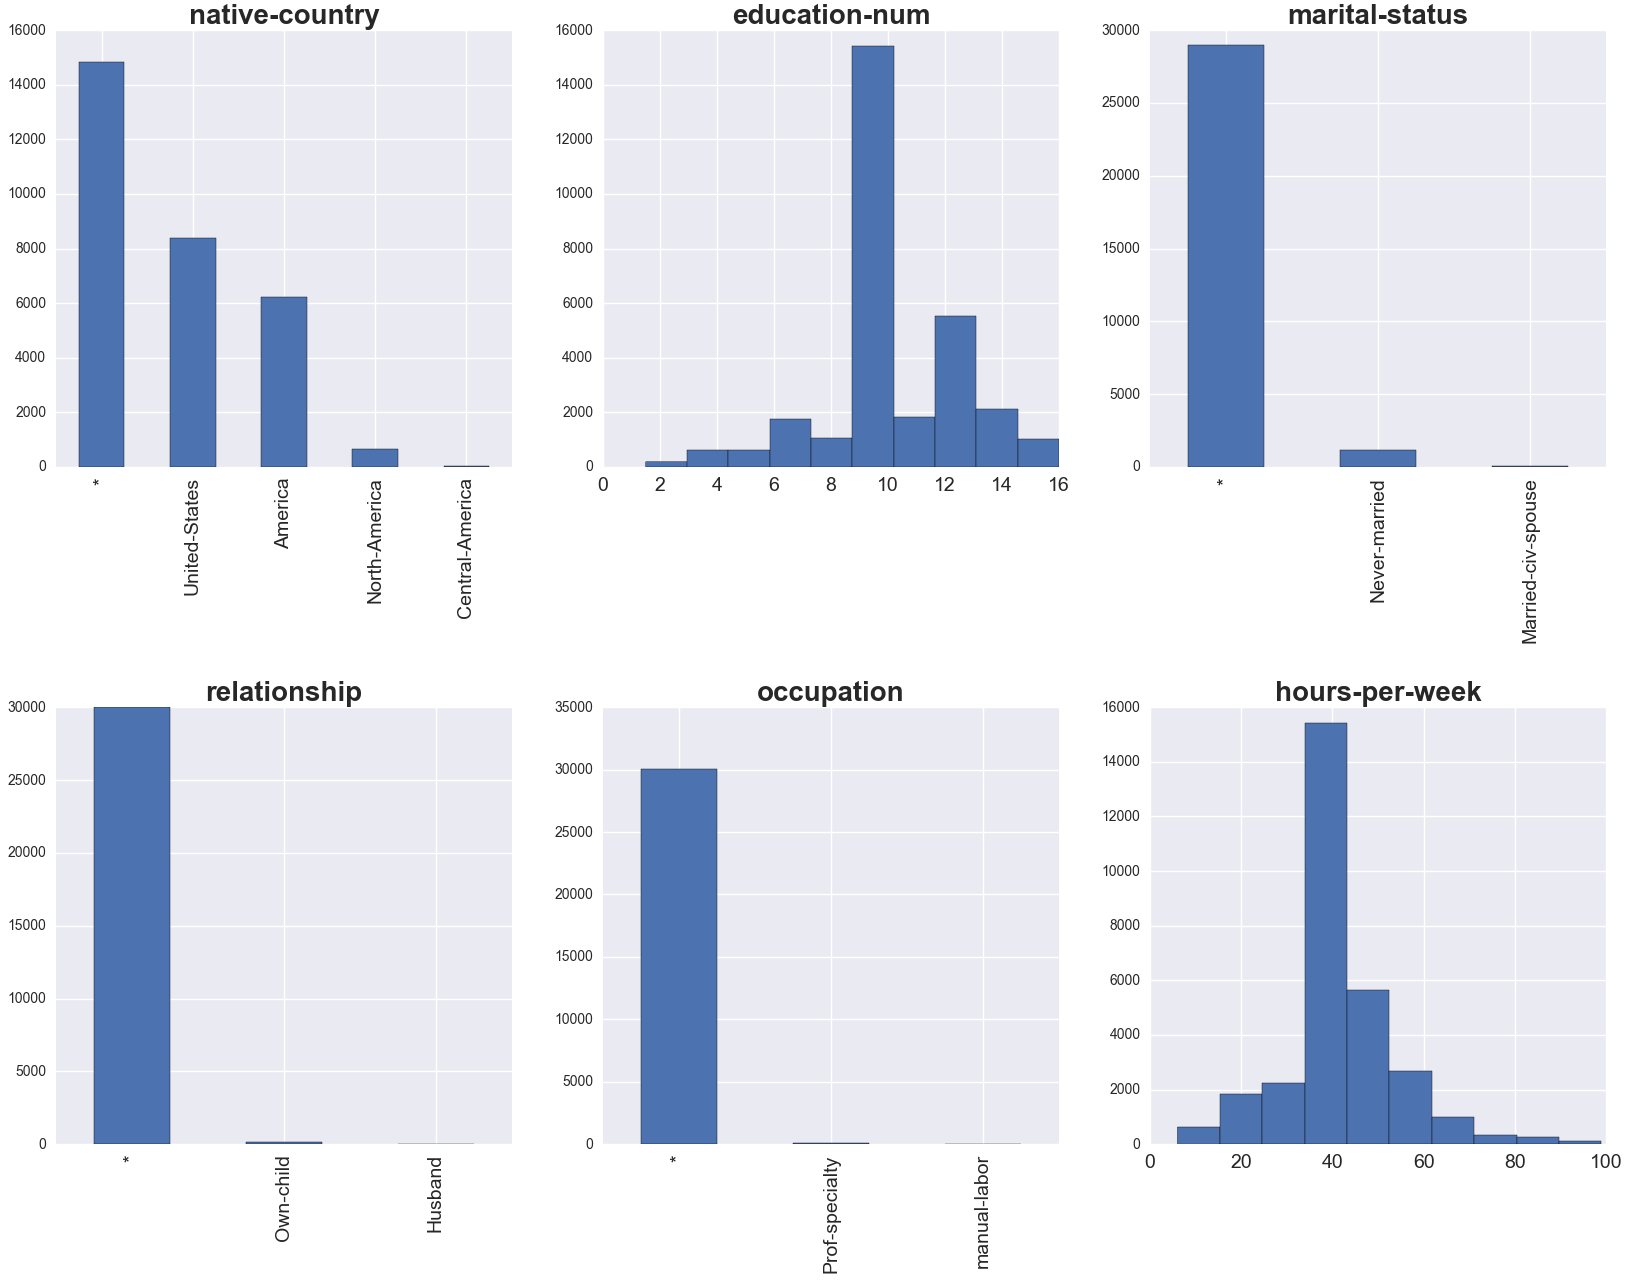 native-country
16000
14000
12000
10000
8000
6000
4000
2000
0
*
United-States
America
North-America
Central-America
education-num
16000
14000
12000
10000
8000
6000
4000
2000
0
0 2 4 6 8 10 12 14 16
marital-status
30000
25000
20000
15000
10000
5000
0
*
Never-married
Married-civ-spouse
relationship
30000
25000
20000
15000
10000
5000
0
*
Own-child
Husband
occupation
35000
30000
25000
20000
15000
10000
5000
0
*
Prof-specialty
manual-labor
hours-per-week
16000
14000
12000
10000
8000
6000
4000
2000
0
0 20 40 60 80 100